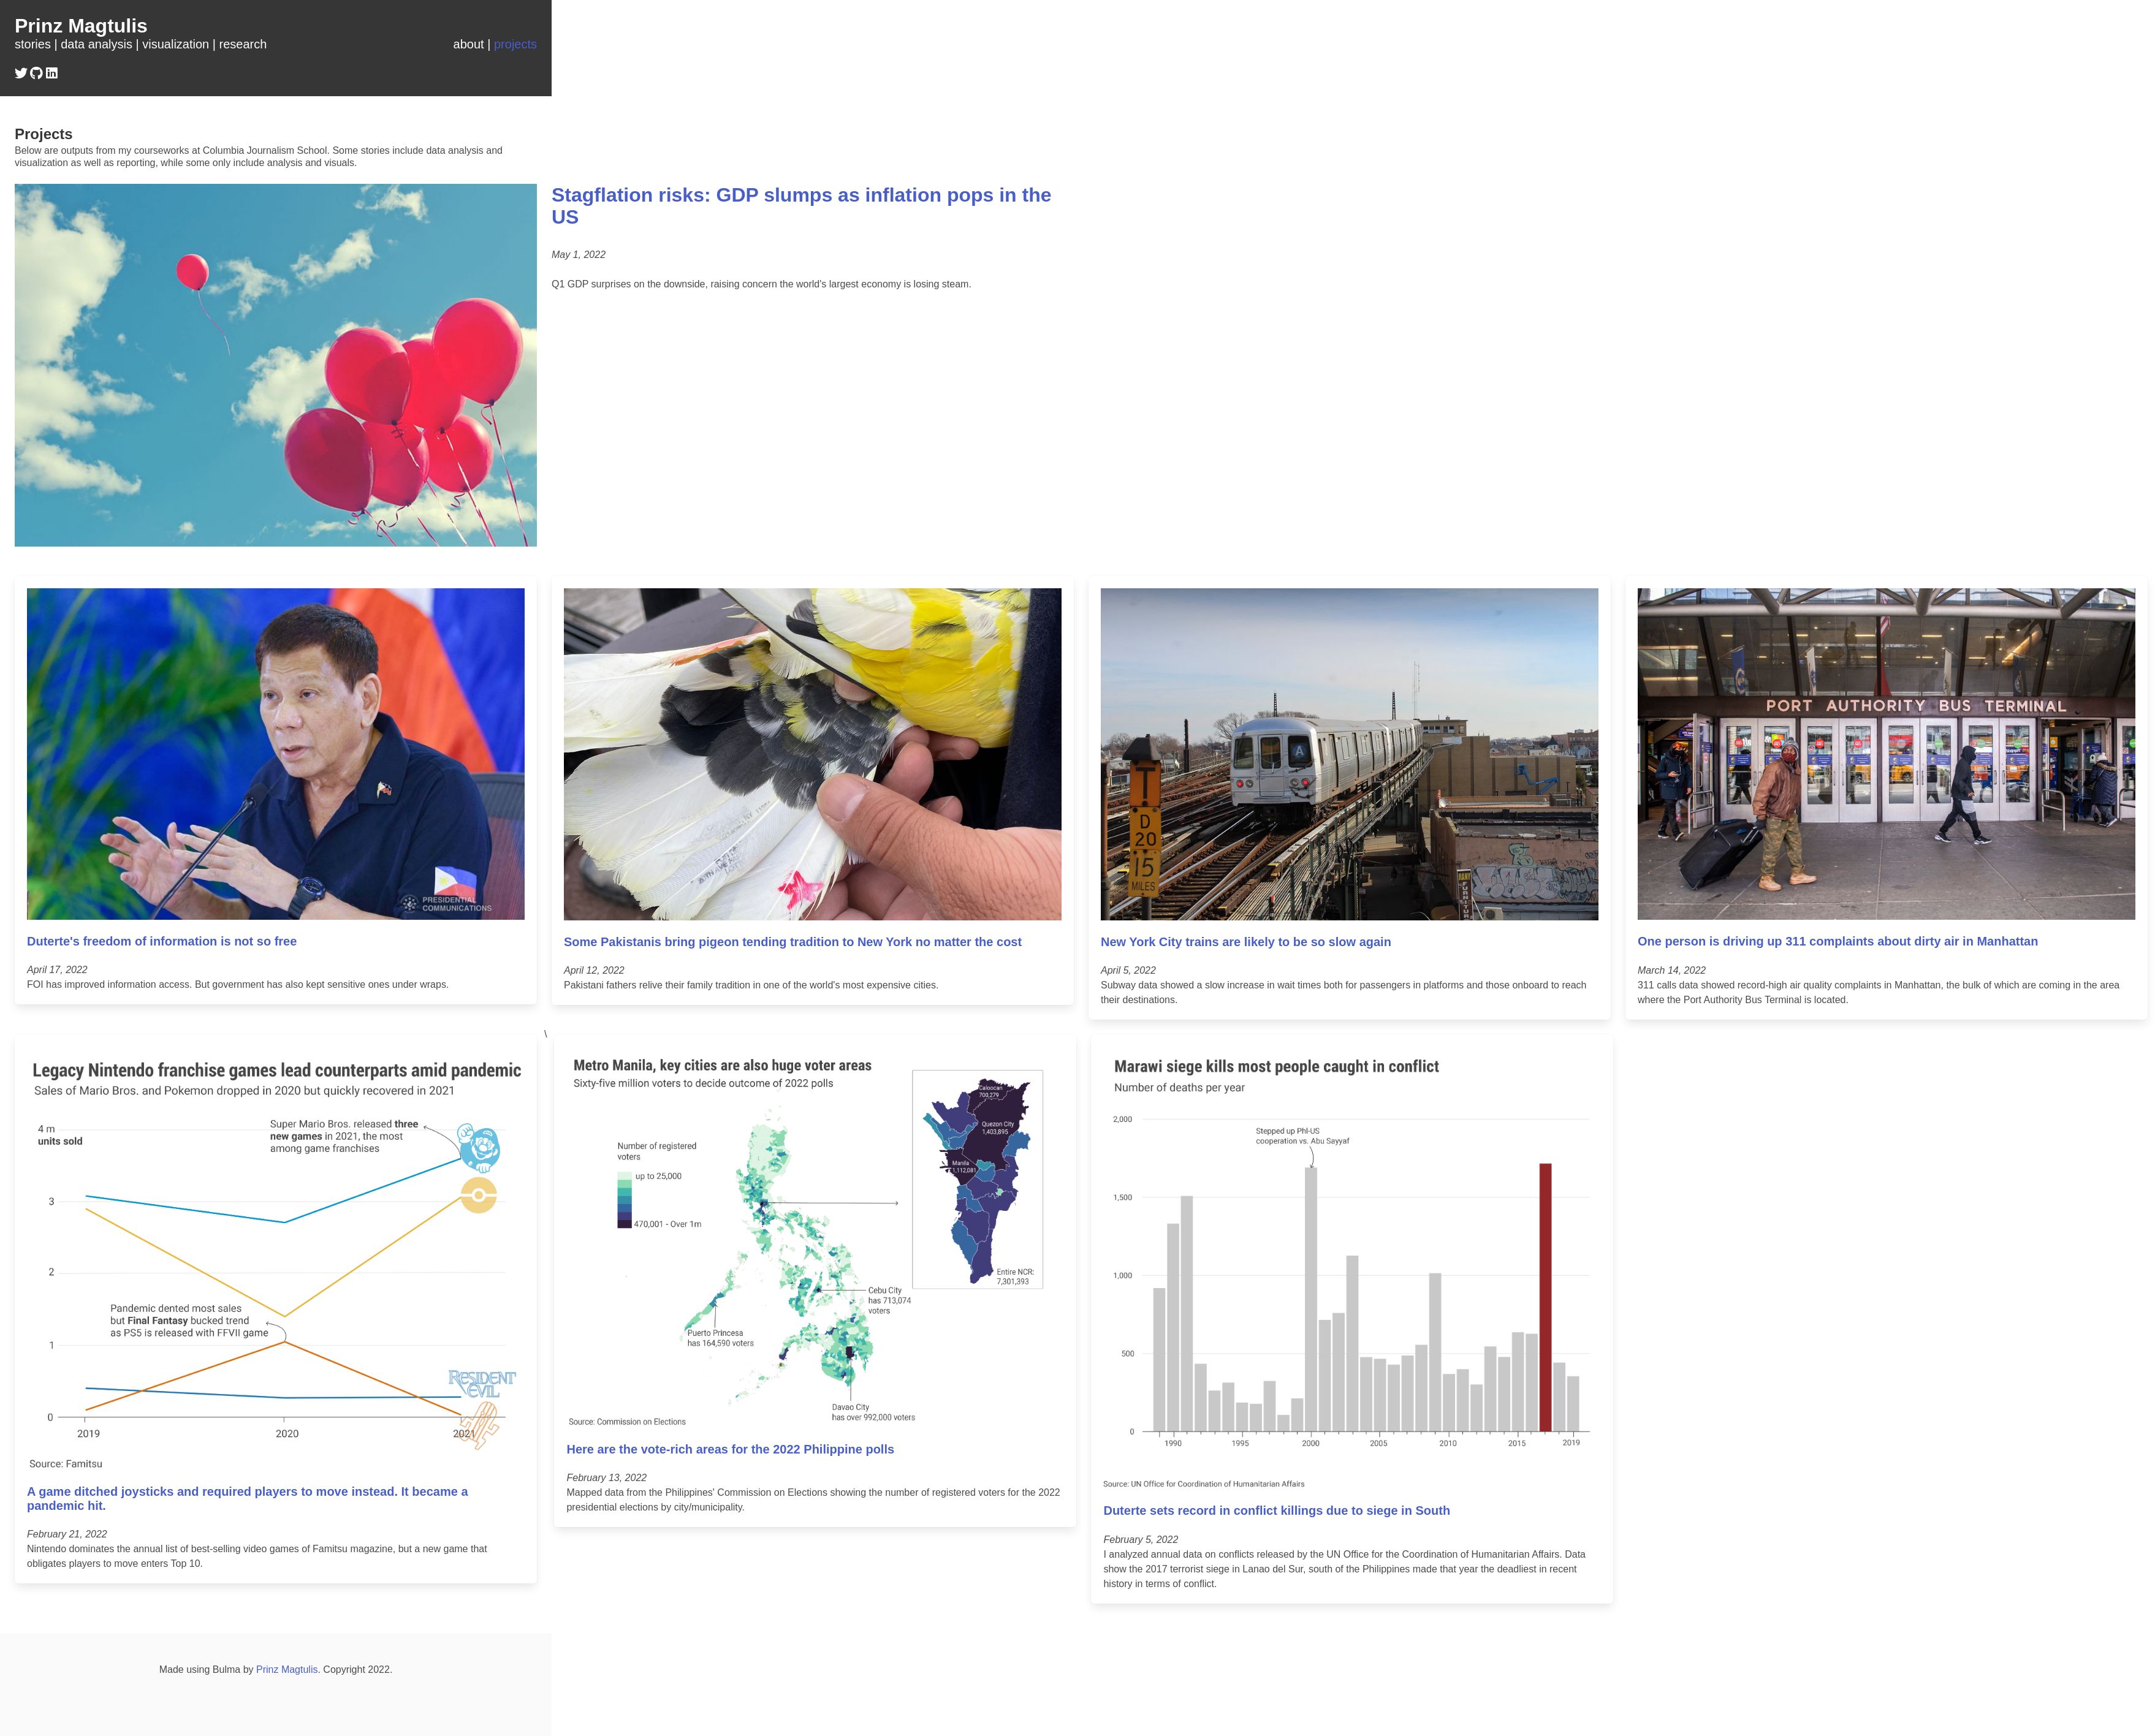 Prinz Magtulis
stories | data analysis | visualization | research
about | projects
Projects
Below are outputs from my courseworks at Columbia Journalism School. Some stories include data analysis and
visualization as well as reporting, while some only include analysis and visuals.
Stagflation risks: GDP slumps as inflation pops in the
US
May 1, 2022
Q1 GDP surprises on the downside, raising concern the world's largest economy is losing steam.
PRESIDENTIAL
COMMUNICATIONS
Duterte's freedom of information is not so free
April 17, 2022
FOI has improved information access. But government has also kept sensitive ones under wraps.
Some Pakistanis bring pigeon tending tradition to New York no matter the cost
April 12, 2022
Pakistani fathers relive their family tradition in one of the world's most expensive cities.
A
T
D
20
15
MILES
New York City trains are likely to be so slow again
April 5, 2022
Subway data showed a slow increase in wait times both for passengers in platforms and those onboard to reach
their destinations.
PORT AUTHORITY BUS TERMINAL
One person is driving up 311 complaints about dirty air in Manhattan
March 14, 2022
311 calls data showed record-high air quality complaints in Manhattan, the bulk of which are coming in the area
where the Port Authority Bus Terminal is located.
Legacy Nintendo franchise games lead counterparts amid pandemic
Sales of Mario Bros. and Pokemon dropped in 2020 but quickly recovered in 2021
4 m
units sold
Super Mario Bros. released three
new games in 2021, the most
among game franchises
3
2
Pandemic dented most sales
but Final Fantasy bucked trend
as PS5 is released with FFVII game
1
RESIDENT
EVIL
0
2019
2020
2021
Source: Famitsu
A game ditched joysticks and required players to move instead. It became a
pandemic hit.
February 21, 2022
Nintendo dominates the annual list of best-selling video games of Famitsu magazine, but a new game that
obligates players to move enters Top 10.
\
Metro Manila, key cities are also huge voter areas
Sixty-five million voters to decide outcome of 2022 polls
Number of registered
voters
up to 25,000
470,001 - Over 1m
Caloocan
700,279
Quezon City
1,403,895
Manila
1,112,081
Entire NCR:
7,301,393
Cebu City
has 713,074
voters
Puerto Princesa
has 164,590 voters
Davao City
has over 992,000 voters
Source: Commission on Elections
Here are the vote-rich areas for the 2022 Philippine polls
February 13, 2022
Mapped data from the Philippines' Commission on Elections showing the number of registered voters for the 2022
presidential elections by city/municipality.
Marawi siege kills most people caught in conflict
Number of deaths per year
2,000
Stepped up Phl-US
cooperation vs. Abu Sayyaf
1,500
1,000
500
0
1990
1995
2000
2005
2010
2015
2019
Source: UN Office for Coordination of Humanitarian Affairs
Duterte sets record in conflict killings due to siege in South
February 5, 2022
I analyzed annual data on conflicts released by the UN Office for the Coordination of Humanitarian Affairs. Data
show the 2017 terrorist siege in Lanao del Sur, south of the Philippines made that year the deadliest in recent
history in terms of conflict.
Made using Bulma by Prinz Magtulis. Copyright 2022.